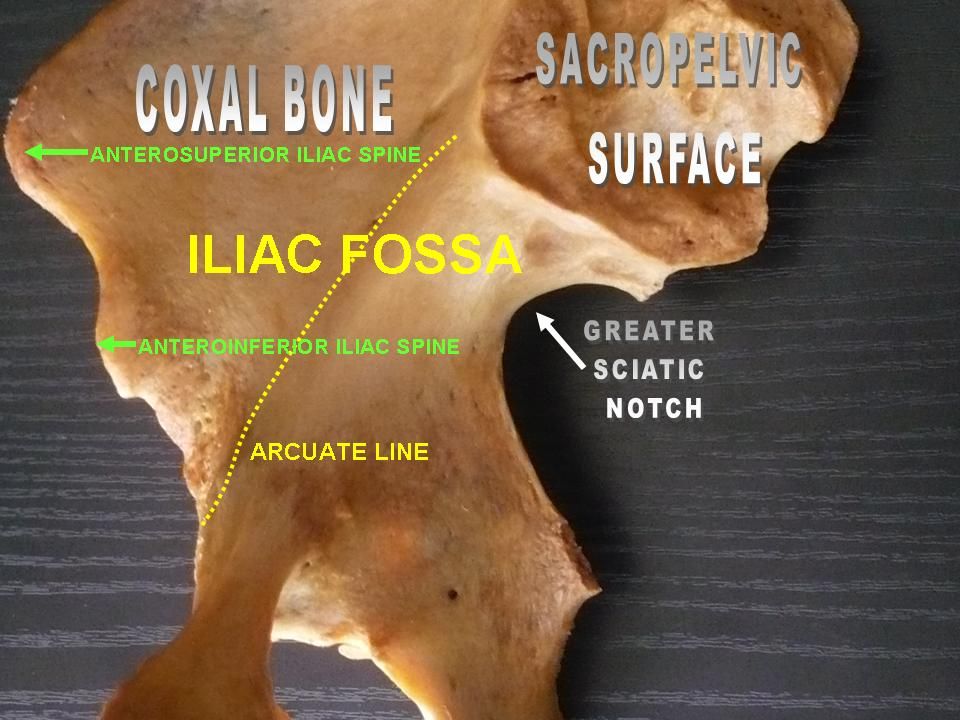 SACROPELVIC
SURFACE
COXAL BONE
ANTEROSUPERIOR ILIAC SPINE
ILIAC FOSSA
ANTEROINFERIOR ILIAC SPINE
GREATER
SCIATIC
NOTCH
ARCUATE LINE